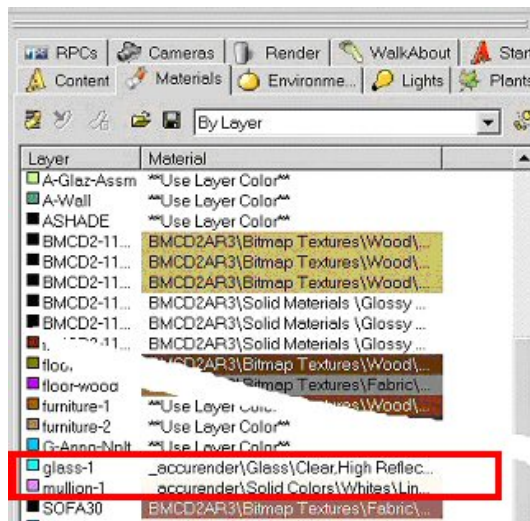 RPCs Cameras Render WalkAbout Star
Content Materials Environme... Lights Plants
By Layer
Layer Material
A-Glaz-Assm **Use Layer Color**
A-Wall **Use Layer Color**
ASHADE **Use Layer Color**
BMCD2-11... BMCD2AR3\Bitmap Textures\Wood\...
BMCD2-11... BMCD2AR3\Bitmap Textures\Wood\...
BMCD2-11... BMCD2AR3\Bitmap Textures\Wood\...
BMCD2-11... BMCD2AR3\Solid Materials \Glossy ...
BMCD2-11... BMCD2AR3\Solid Materials \Glossy ...
11... BMCD2AR3\Solid Materials \Glossy ...
Bitmap Textures\Wood\...
floor-wood Bitmap Textures\Fabric\...
furniture-1 **Use Layer \Wood\...
furniture-2 **Use Layer Color**
G-Anno-Nplt **Use Layer Color**
glass-1 _accurender\Glass\Clear,High Reflec...
mullion-1 _accurender\Solid Colors\Whites\Lin...
SOFA30 BMCD2AR3\Bitmap Textures\Fabric\...